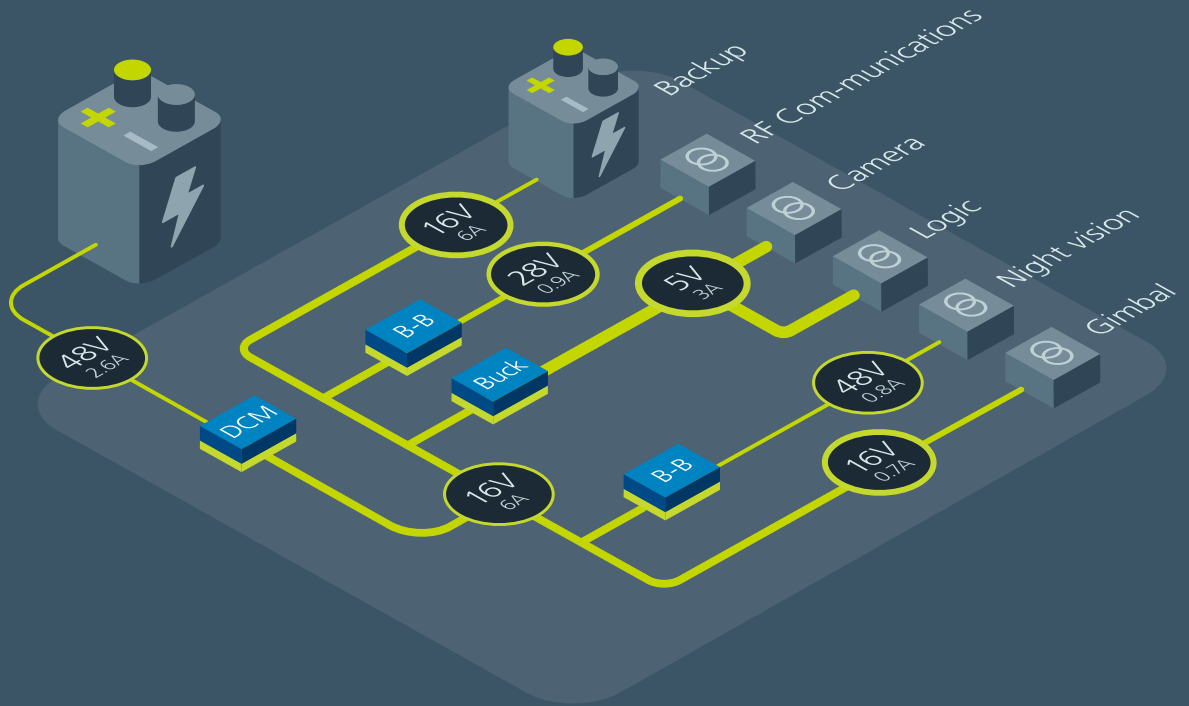 Backup
RF Com-munications
Camera
Logic
Night vision
Gimbal
16V
6A
28V
0.9A
5V
3A
48V
2.6A
B-B
Buck
DCM
48V
0.8A
16V
0.7A
B-B
16V
6A